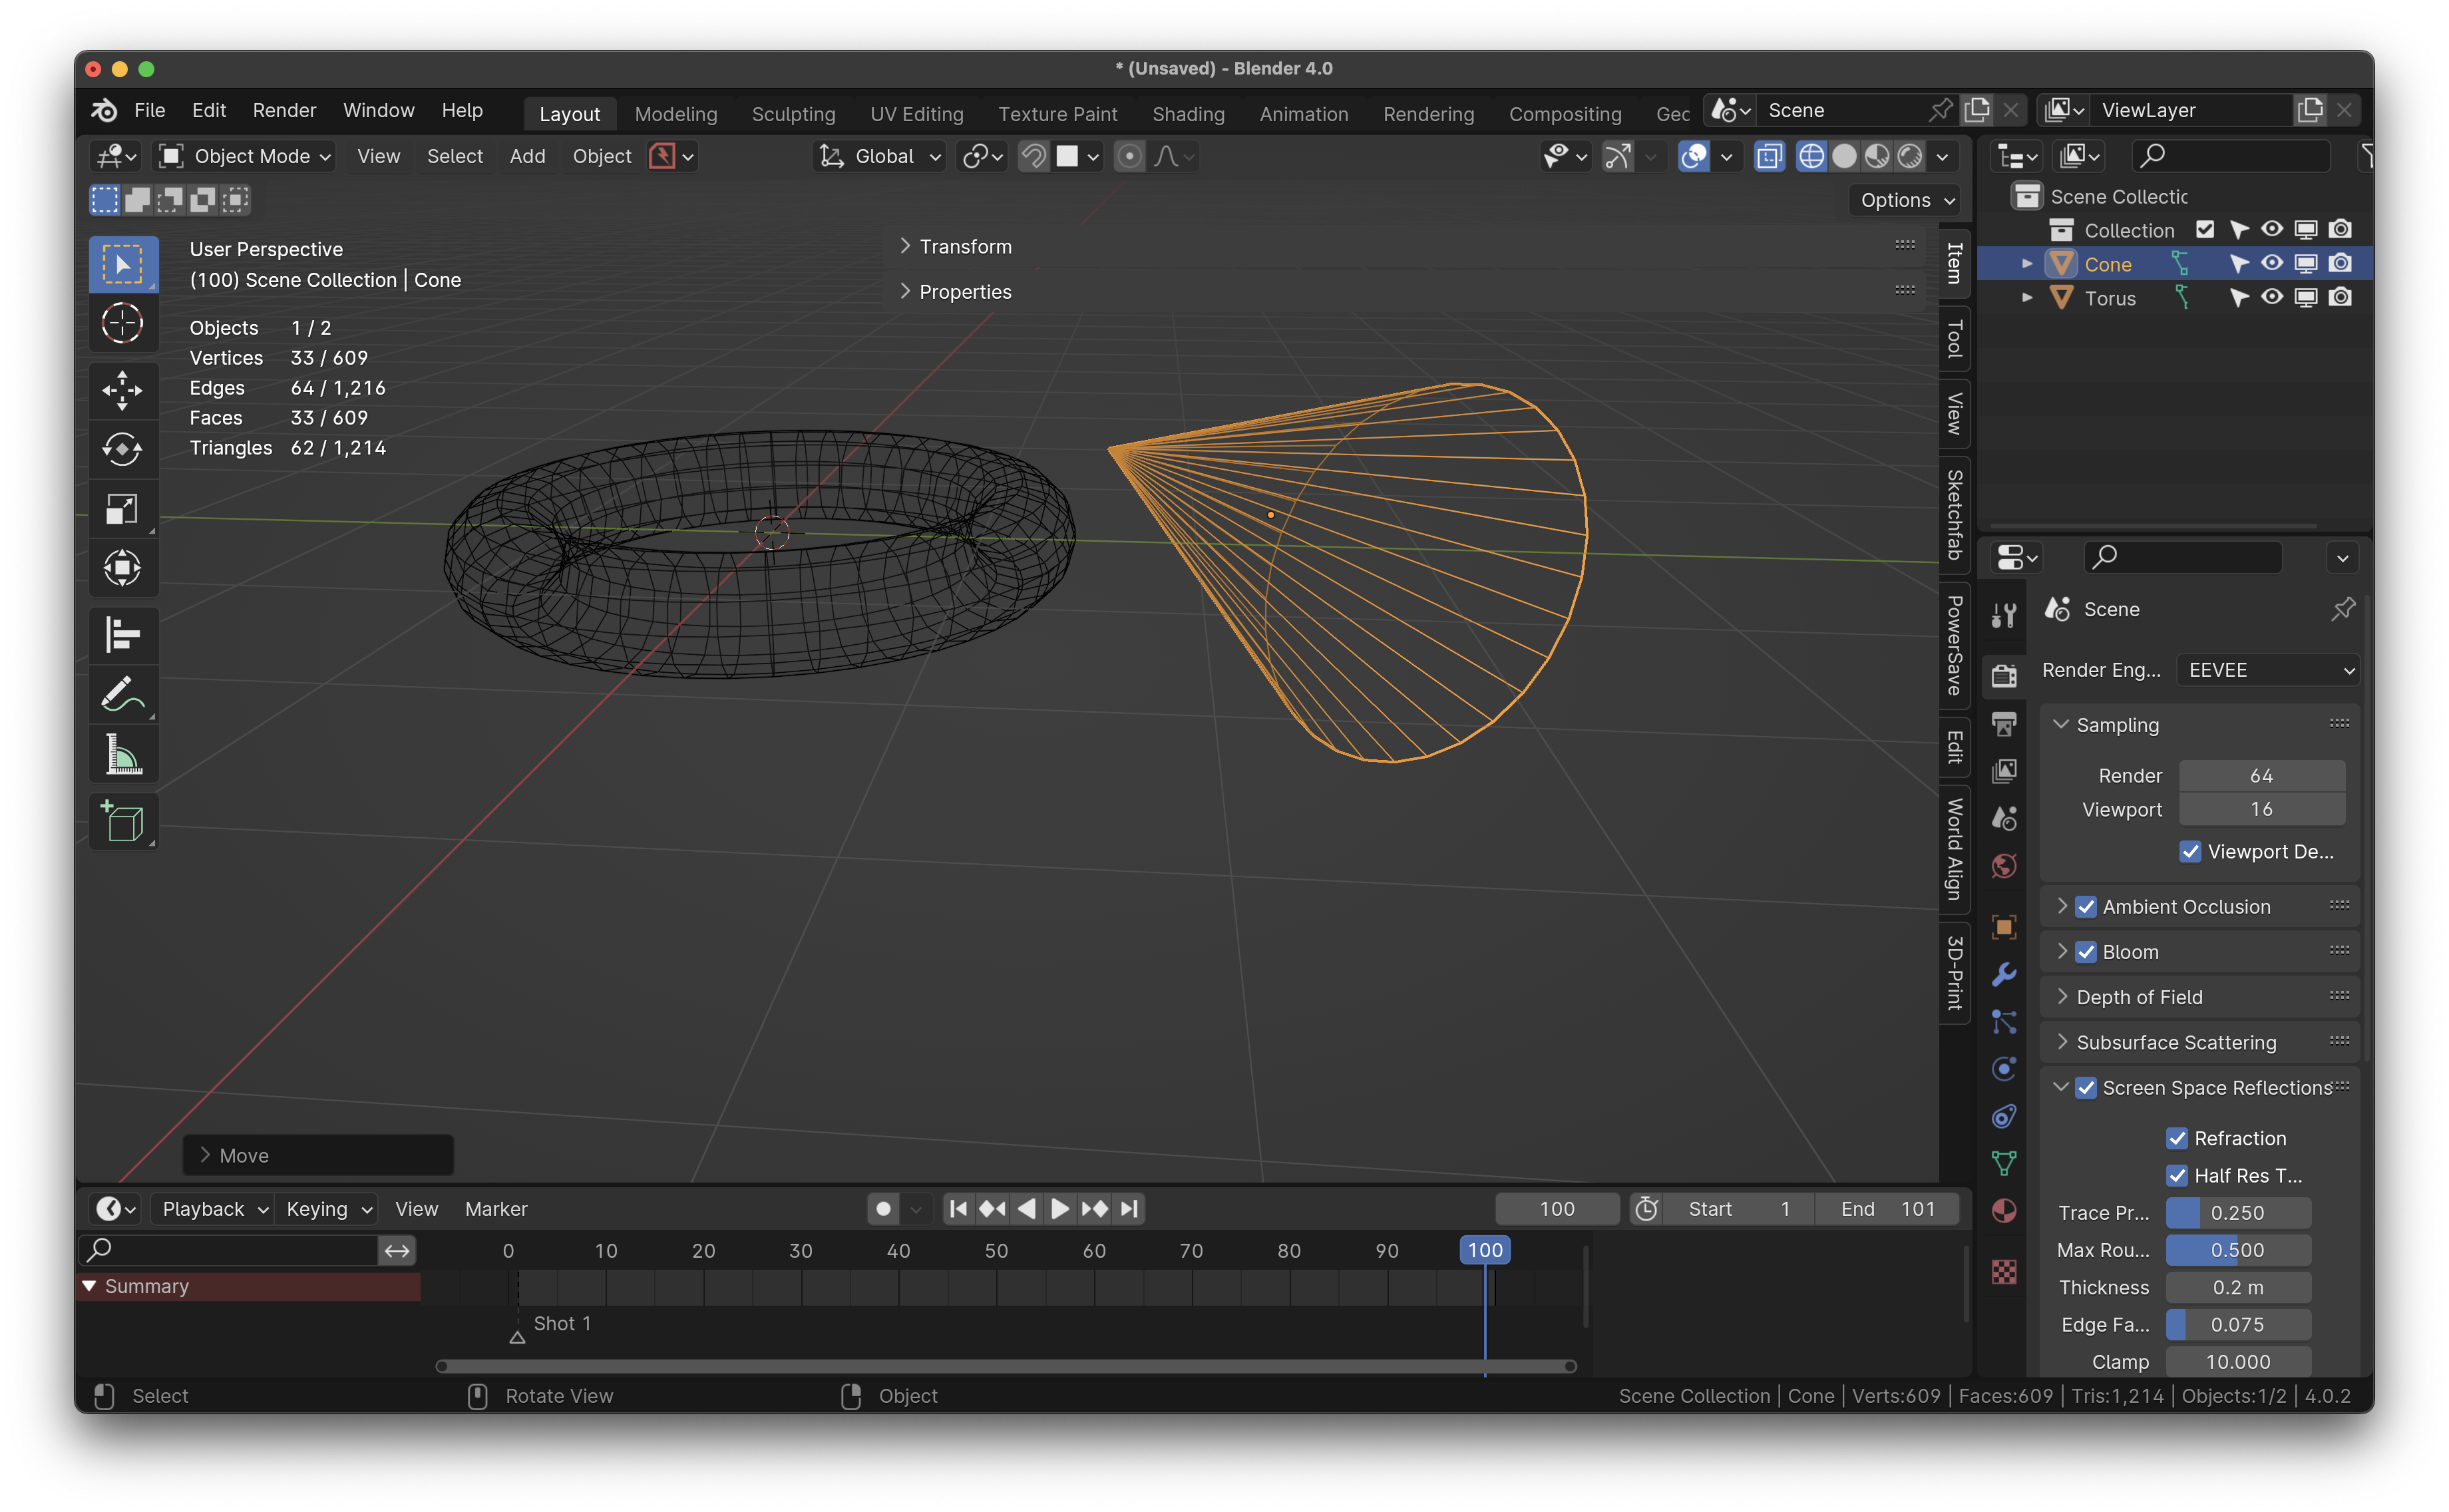 * (Unsaved) - Blender 4.0
File Edit Render Window Help Layout Modeling Sculpting UV Editing Texture Paint Shading Animation Rendering Compositing Geo Scene ViewLayer
Object Mode View Select Add Object Global
Options
User Perspective
(100) Scene Collection | Cone
Objects 1 / 2
Vertices 33 / 609
Edges 64 / 1,216
Faces 33 / 609
Triangles 62 / 1,214
Transform
Properties
Item
Tool
View
Sketchfab
PowerSave
Edit
World Align
3D-Print
Move
Scene Collectic
Collection
Cone
Torus
Scene
Render Eng... EEVEE
Sampling
Render 64
Viewport 16
Viewport De...
Ambient Occlusion
Bloom
Depth of Field
Subsurface Scattering
Screen Space Reflections
Refraction
Half Res T...
Trace Pr... 0.250
Max Rou... 0.500
Thickness 0.2 m
Edge Fa... 0.075
Clamp 10.000
Playback Keying View Marker 100 Start 1 End 101
0 10 20 30 40 50 60 70 80 90 100
Summary
Shot 1
Select Rotate View Object Scene Collection | Cone | Verts:609 | Faces:609 | Tris:1,214 | Objects:1/2 | 4.0.2